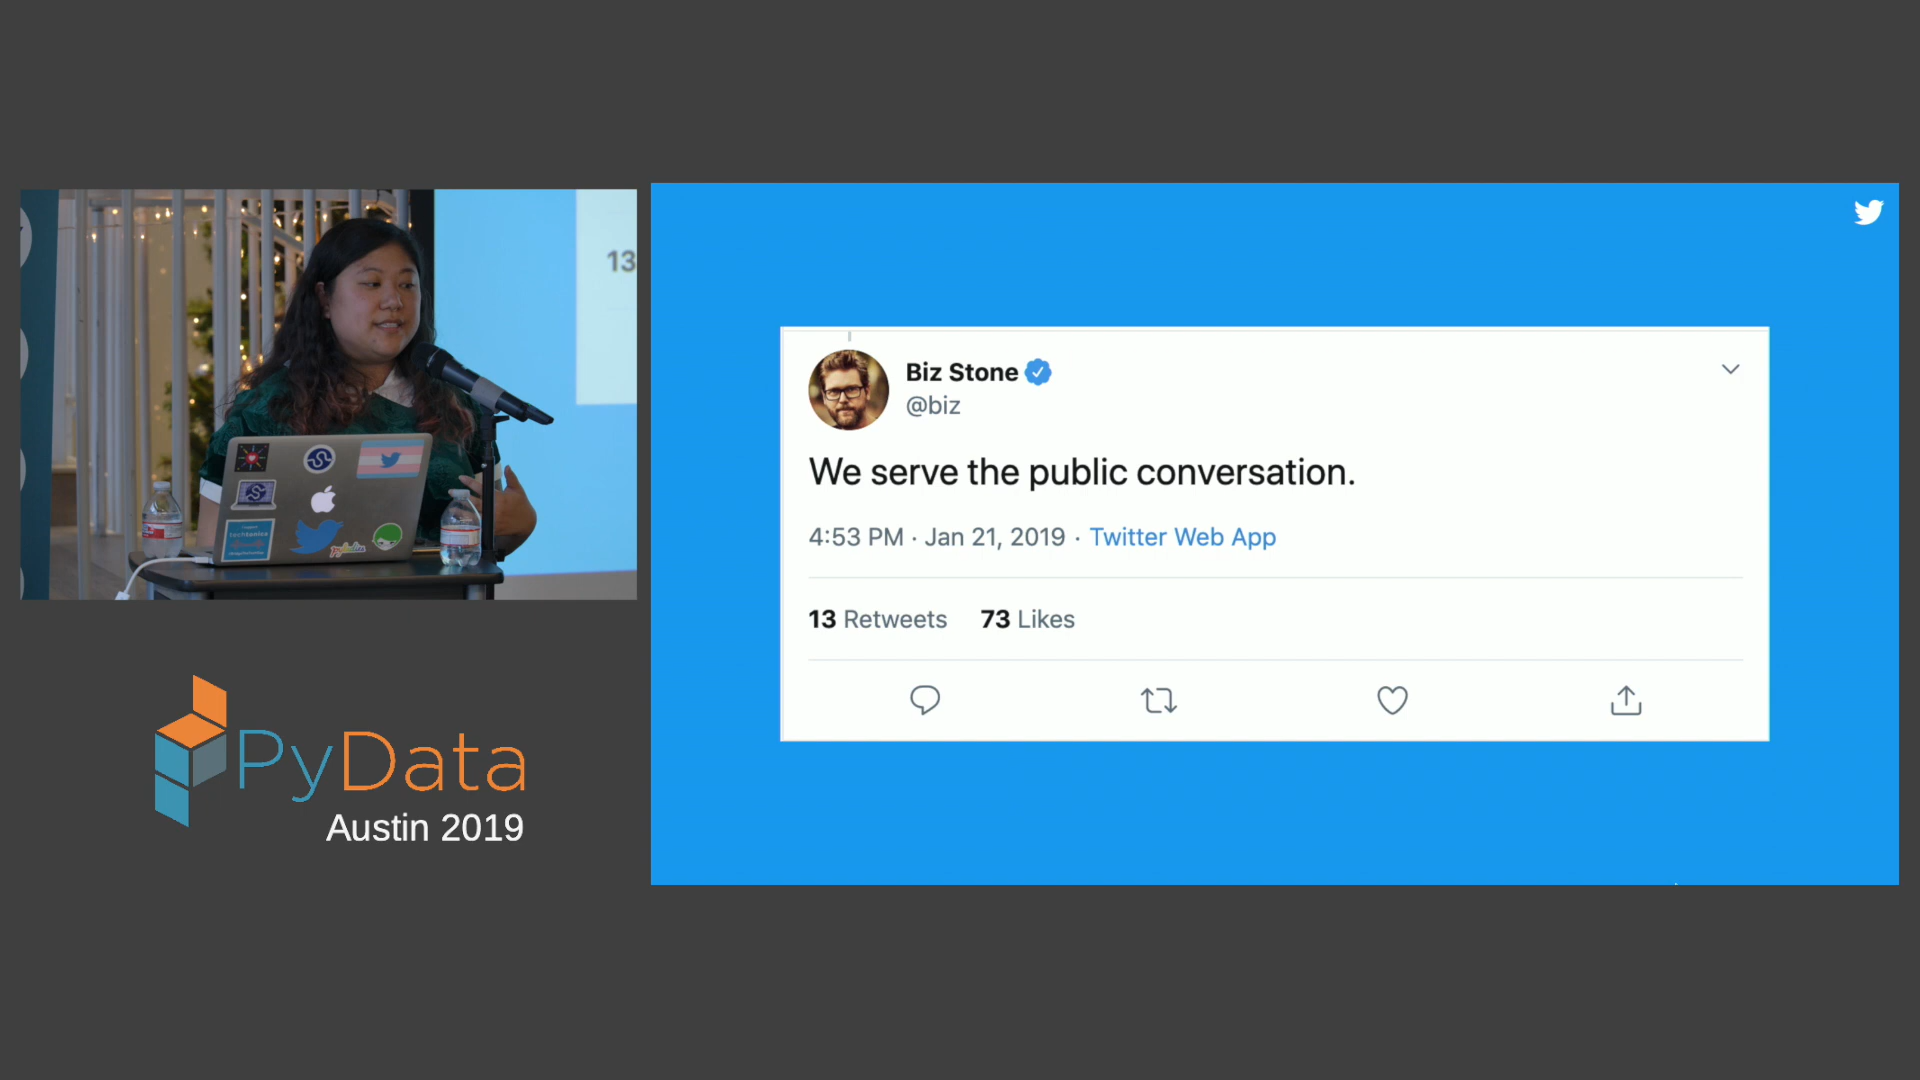 13
techtonica
PyData
Austin 2019
Biz Stone
@biz
We serve the public conversation.
4:53 PM · Jan 21, 2019 · Twitter Web App
13 Retweets 73 Likes